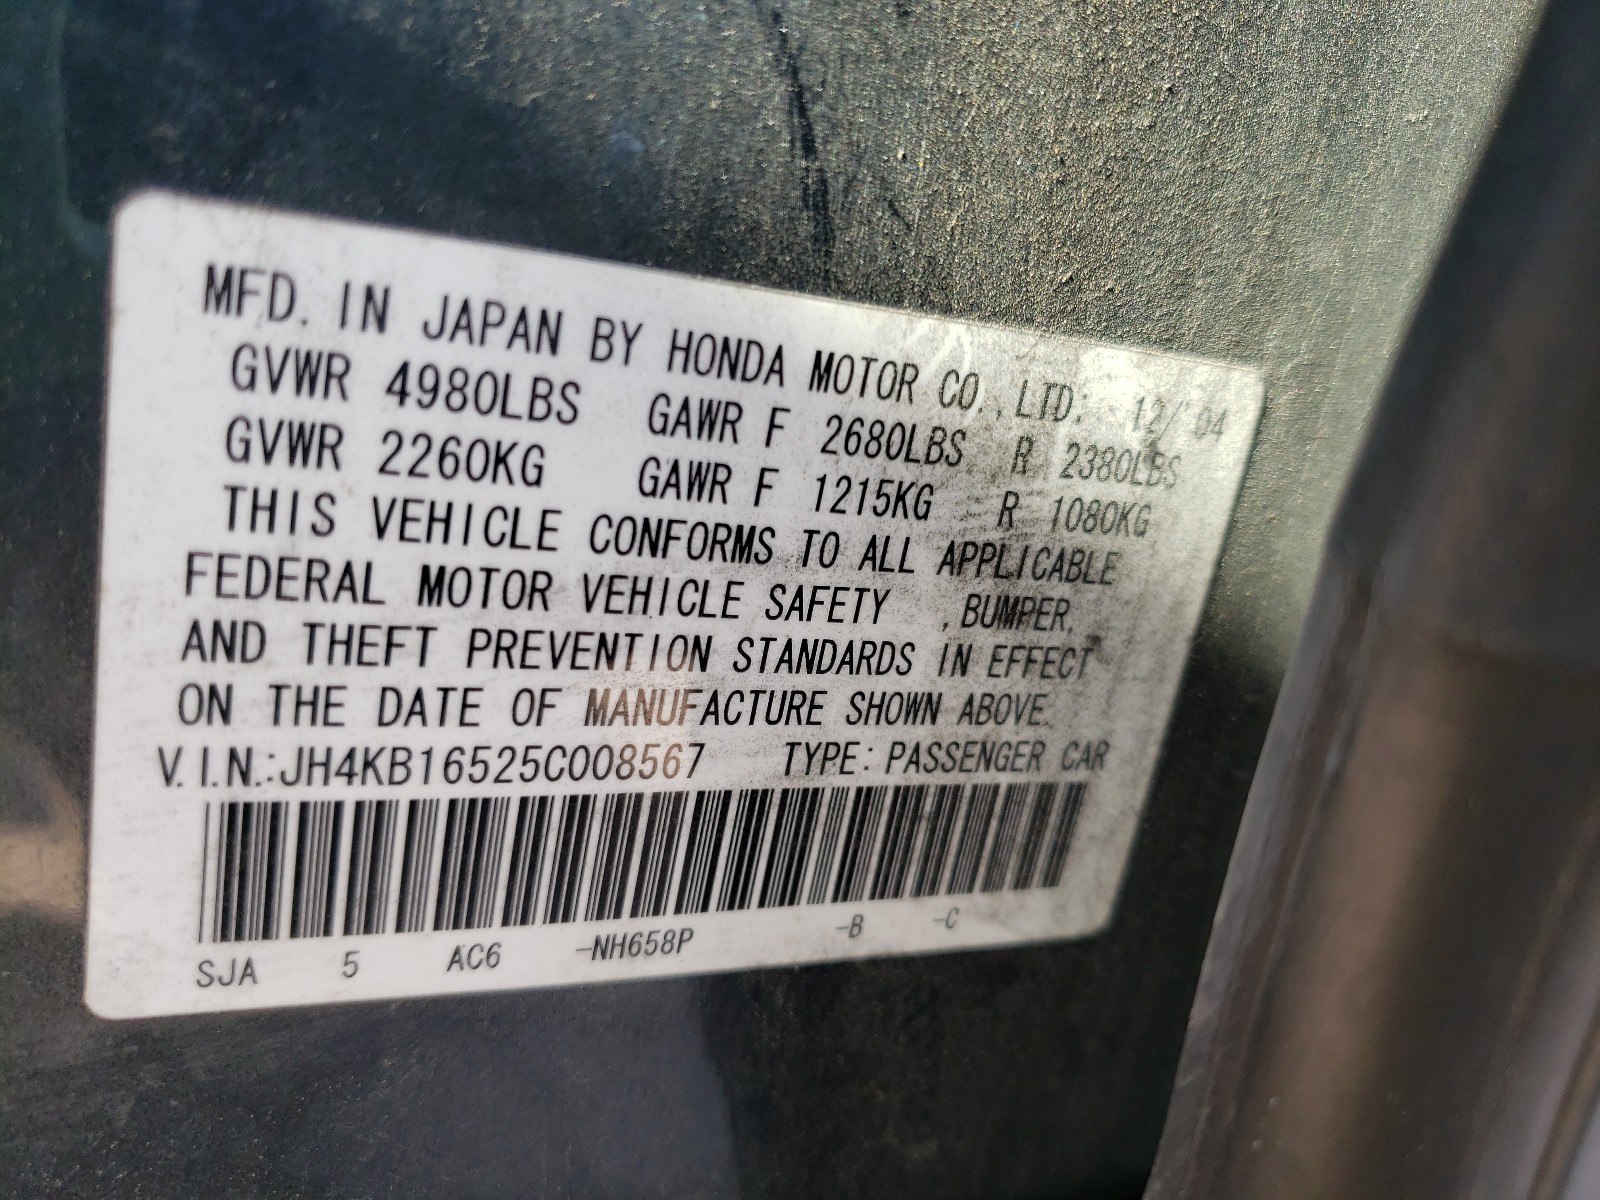 MFD. IN JAPAN BY HONDA MOTOR CO., LTD: 12/'04
GVWR 4980LBS GAWR F 2680LBS R 2380LBS
GVWR 2260KG GAWR F 1215KG R 1080KG
THIS VEHICLE CONFORMS TO ALL APPLICABLE
FEDERAL MOTOR VEHICLE SAFETY , BUMPER,
AND THEFT PREVENTION STANDARDS IN EFFECT
ON THE DATE OF MANUFACTURE SHOWN ABOVE.
V.I.N.:JH4KB16525C008567 TYPE: PASSENGER CAR
SJA 5 AC6 -NH658P -B -C